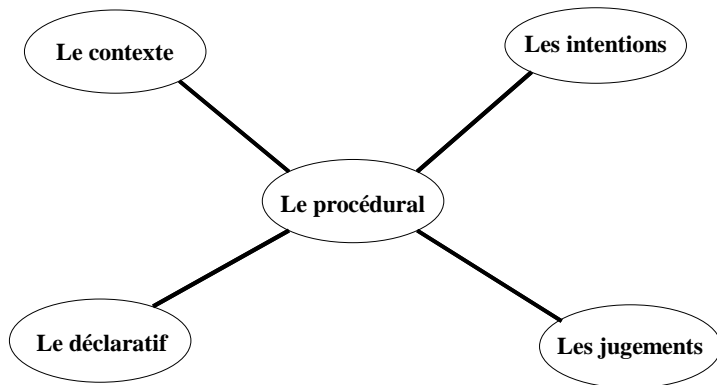 Le contexte
Les intentions
Le procédural
Le déclaratif
Les jugements